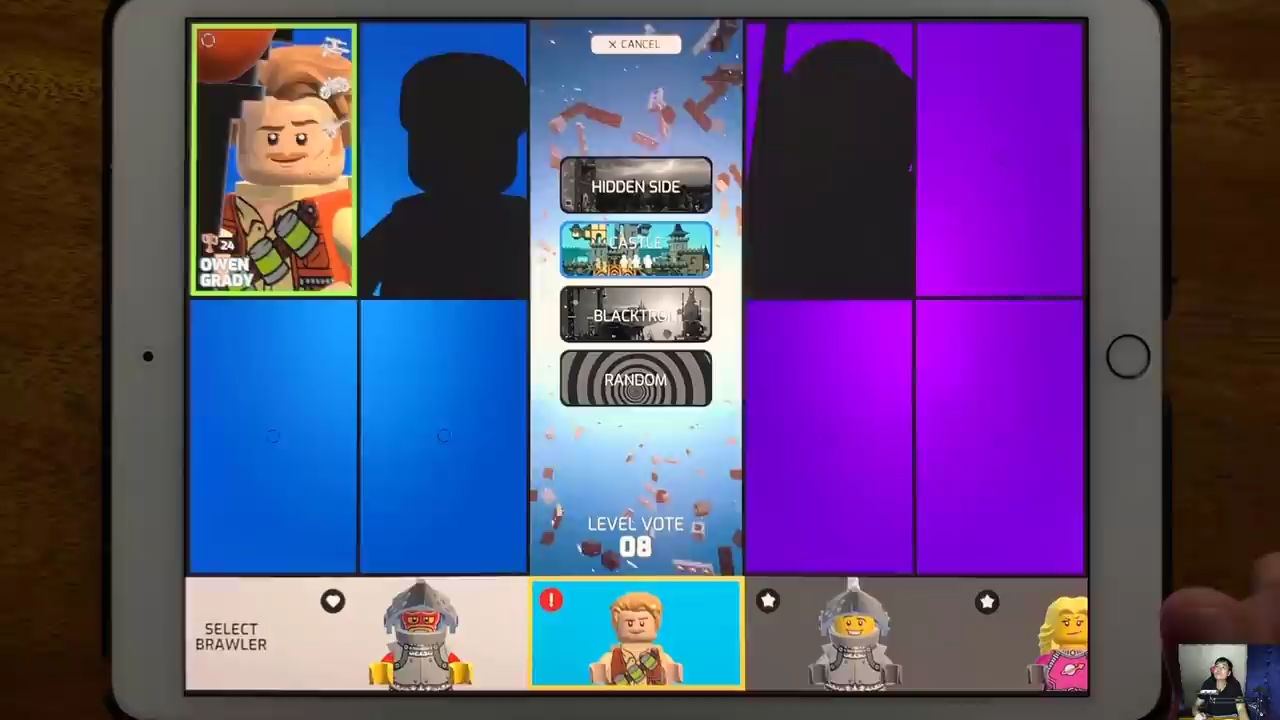 X CANCEL
HIDDEN SIDE
CASTLE
BLACKTRON
RANDOM
24
OWEN
GRADY
LEVEL VOTE
08
SELECT
BRAWLER
!